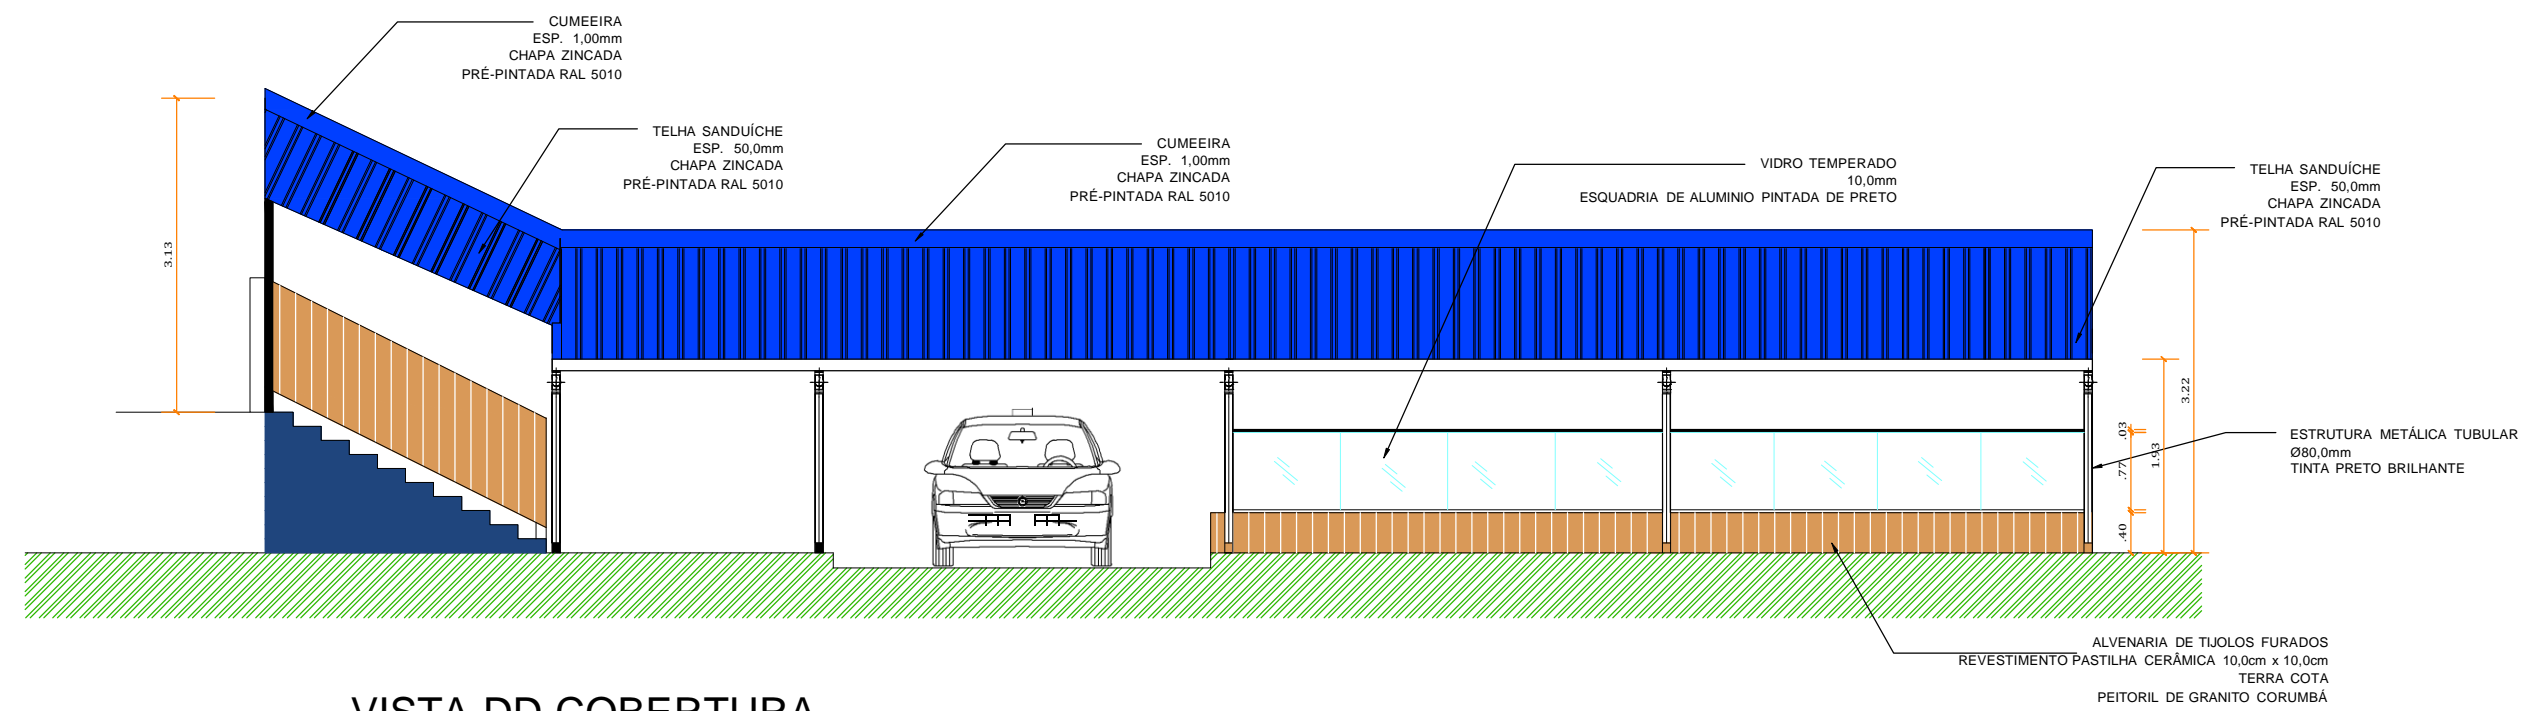 CUMEEIRA
ESP. 1,00mm
CHAPA ZINCADA
PRÉ-PINTADA RAL 5010
TELHA SANDUÍCHE
ESP. 50,0mm
CHAPA ZINCADA
PRÉ-PINTADA RAL 5010
CUMEEIRA
ESP. 1,00mm
CHAPA ZINCADA
PRÉ-PINTADA RAL 5010
VIDRO TEMPERADO
10,0mm
ESQUADRIA DE ALUMINIO PINTADA DE PRETO
TELHA SANDUÍCHE
ESP. 50,0mm
CHAPA ZINCADA
PRÉ-PINTADA RAL 5010
3.13
3.22
1.93
.03
.77
.40
ESTRUTURA METÁLICA TUBULAR
Ø80,0mm
TINTA PRETO BRILHANTE
ALVENARIA DE TIJOLOS FURADOS
REVESTIMENTO PASTILHA CERÂMICA 10,0cm x 10,0cm
TERRA COTA
PEITORIL DE GRANITO CORUMBÁ
VISTA DD COBERTURA